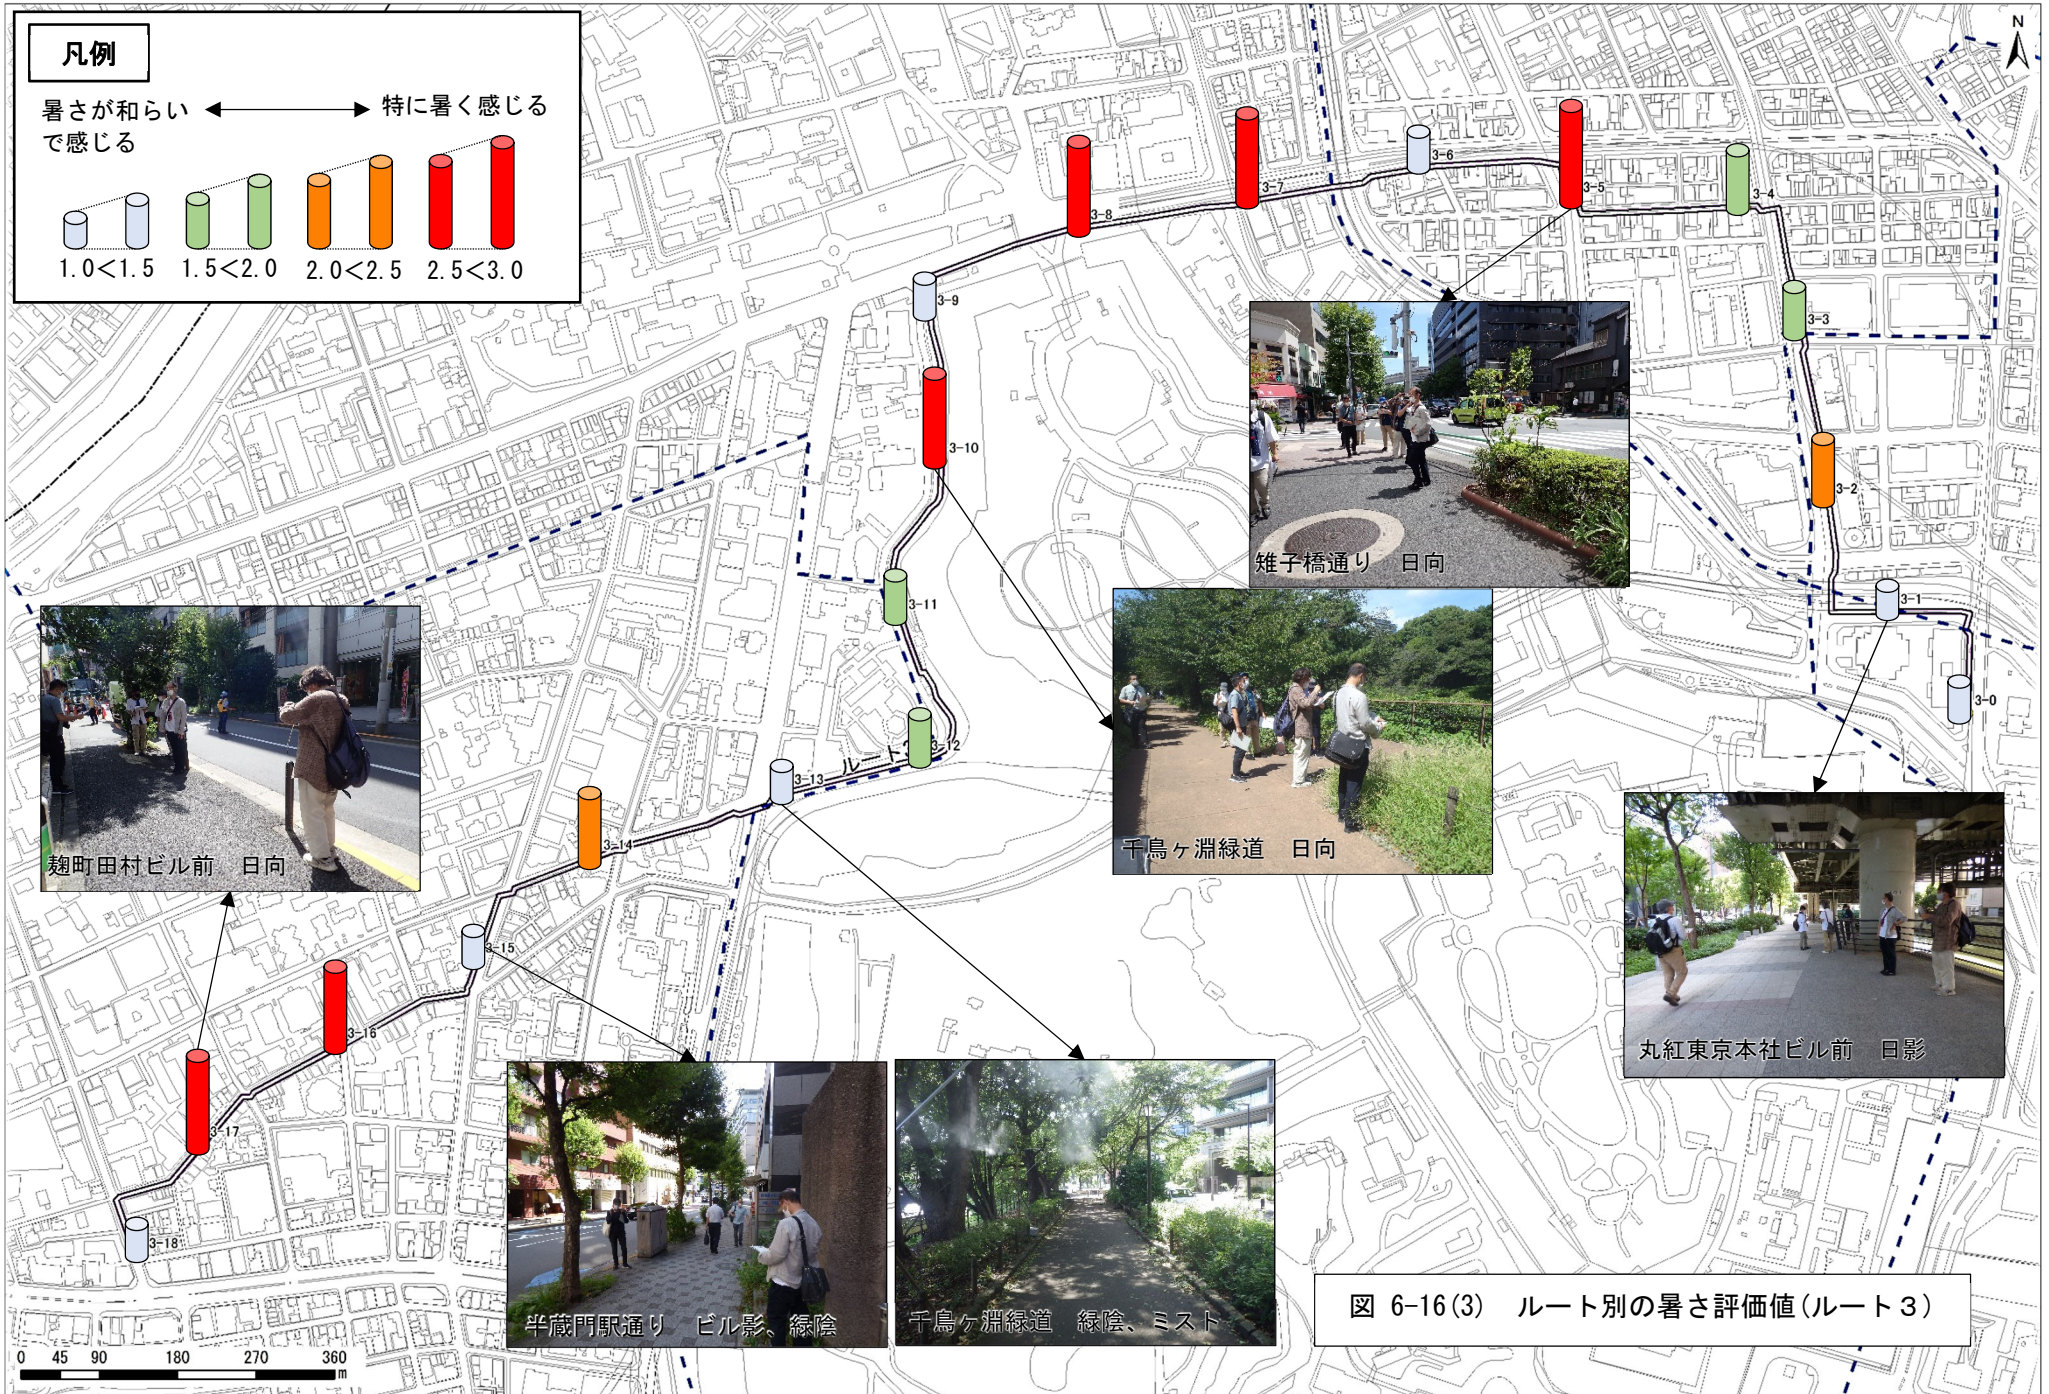 凡例
暑さが和らい
で感じる
特に暑く感じる
1.0<1.5
1.5<2.0
2.0<2.5
2.5<3.0
N
3-8
3-7
3-6
3-5
3-4
3-9
3-3
3-10
3-2
雉子橋通り 日向
3-11
3-1
3-0
3-12
ルート
3-13
千鳥ヶ淵緑道 日向
3-14
麹町田村ビル前 日向
3-15
3-16
丸紅東京本社ビル前 日影
3-17
3-18
半蔵門駅通り ビル影、緑陰
千鳥ヶ淵緑道 緑陰、ミスト
図 6-16(3) ルート別の暑さ評価値(ルート3)
0 45 90 180 270 360
m